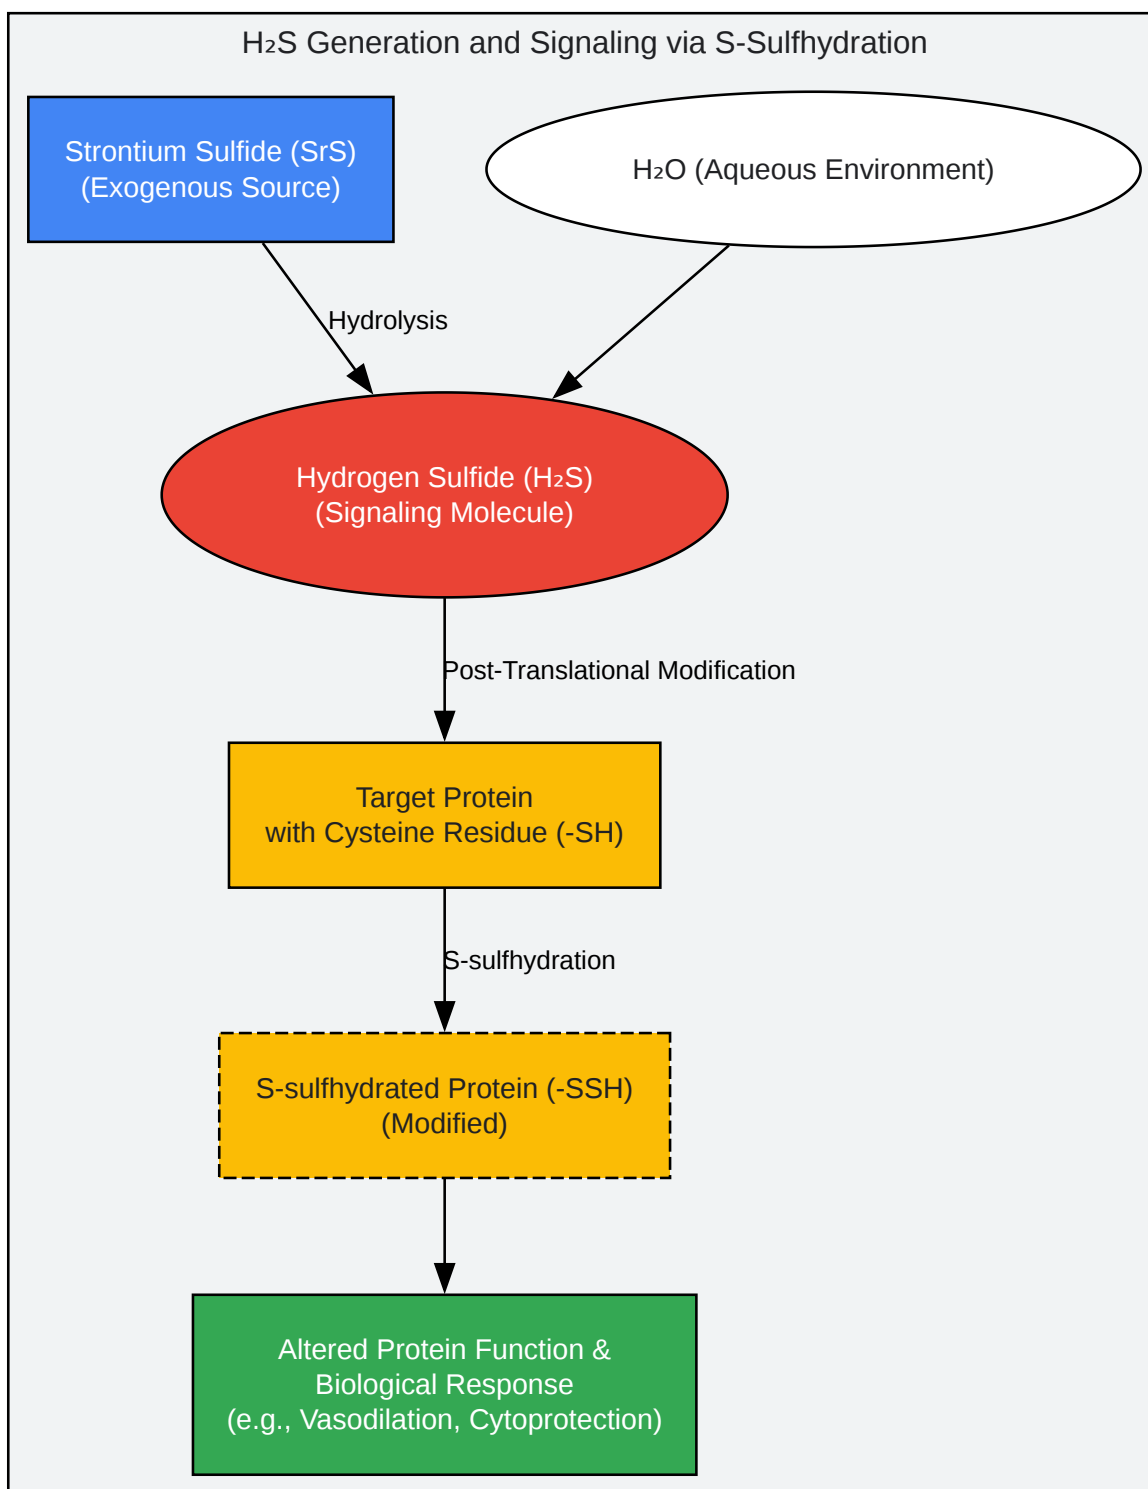 H₂S Generation and Signaling via S-Sulfhydration
Strontium Sulfide (SrS)
(Exogenous Source)
H₂O (Aqueous Environment)
Hydrolysis
Hydrogen Sulfide (H₂S)
(Signaling Molecule)
Post-Translational Modification
Target Protein
with Cysteine Residue (-SH)
S-sulfhydration
S-sulfhydrated Protein (-SSH)
(Modified)
Altered Protein Function &
Biological Response
(e.g., Vasodilation, Cytoprotection)